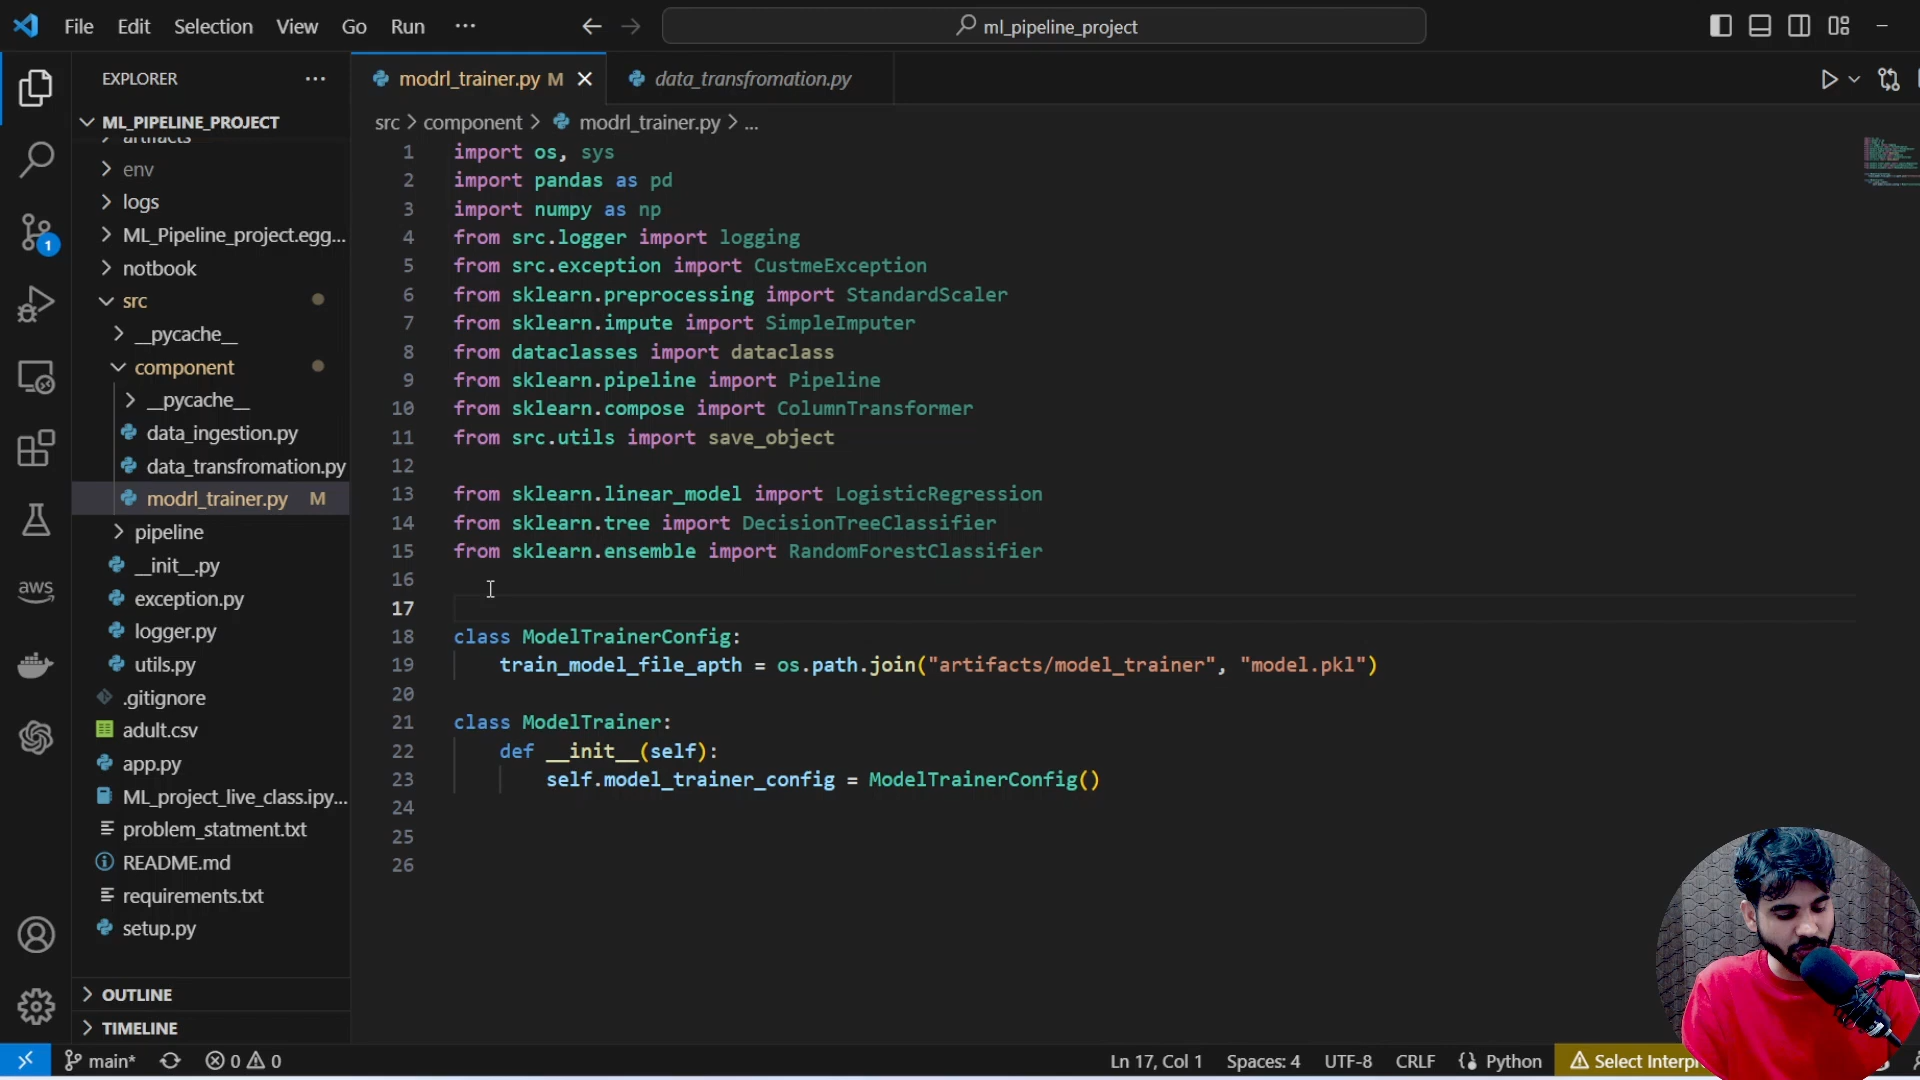 File Edit Selection View Go Run ···
ml_pipeline_project
EXPLORER
···
modrl_trainer.py M
data_transfromation.py
ML_PIPELINE_PROJECT
src > component > modrl_trainer.py > ...
artifacts
env
logs
ML_Pipeline_project.egg...
notbook
src
__pycache__
component
__pycache__
data_ingestion.py
data_transfromation.py
modrl_trainer.py M
pipeline
__init__.py
exception.py
logger.py
utils.py
.gitignore
adult.csv
app.py
ML_project_live_class.ipy...
problem_statment.txt
README.md
requirements.txt
setup.py
OUTLINE
TIMELINE
1
aws
1 import os, sys
2 import pandas as pd
3 import numpy as np
4 from src.logger import logging
5 from src.exception import CustmeException
6 from sklearn.preprocessing import StandardScaler
7 from sklearn.impute import SimpleImputer
8 from dataclasses import dataclass
9 from sklearn.pipeline import Pipeline
10 from sklearn.compose import ColumnTransformer
11 from src.utils import save_object
12
13 from sklearn.linear_model import LogisticRegression
14 from sklearn.tree import DecisionTreeClassifier
15 from sklearn.ensemble import RandomForestClassifier
16
17
18 class ModelTrainerConfig:
19     train_model_file_apth = os.path.join("artifacts/model_trainer", "model.pkl")
20
21 class ModelTrainer:
22     def __init__(self):
23         self.model_trainer_config = ModelTrainerConfig()
24
25
26
main* 0 0
Ln 17, Col 1 Spaces: 4 UTF-8 CRLF Python Select Interpr